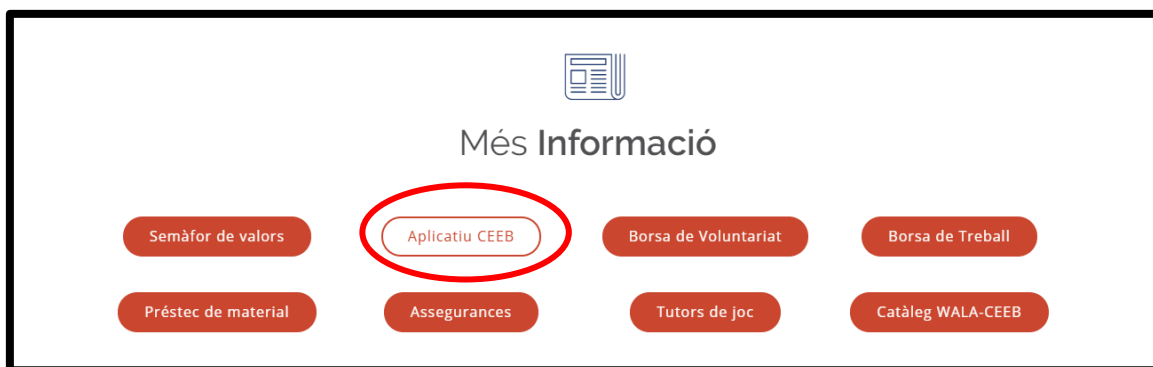 Més Informació
Semàfor de valors Aplicatiu CEEB Borsa de Voluntariat Borsa de Treball
Préstec de material Assegurances Tutors de joc Catàleg WALA-CEEB